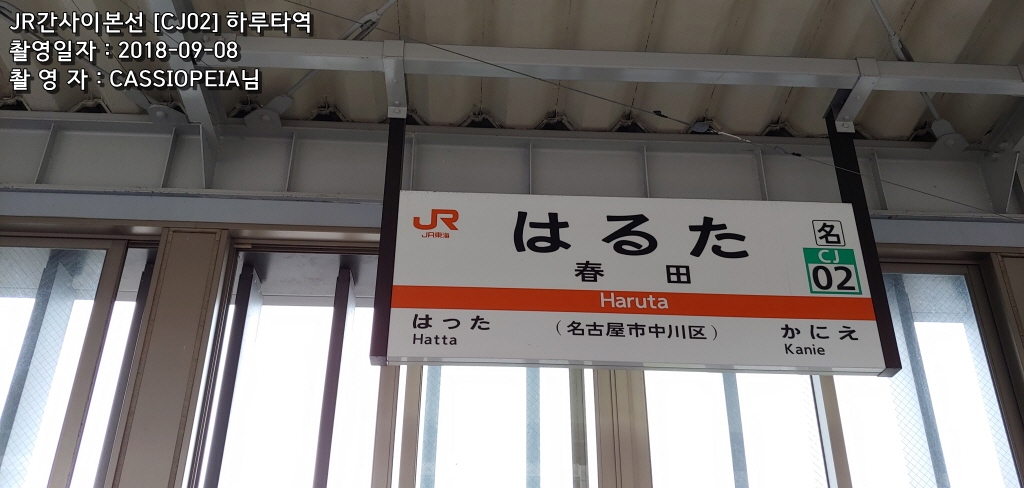 JR간사이본선 [CJ02] 하루타역
촬영일자 : 2018-09-08
촬 영 자 : CASSIOPEIA님
JR
JR東海
はるた
名
春田
CJ
02
Haruta
はった
(名古屋市中川区)
かにえ
Hatta
Kanie